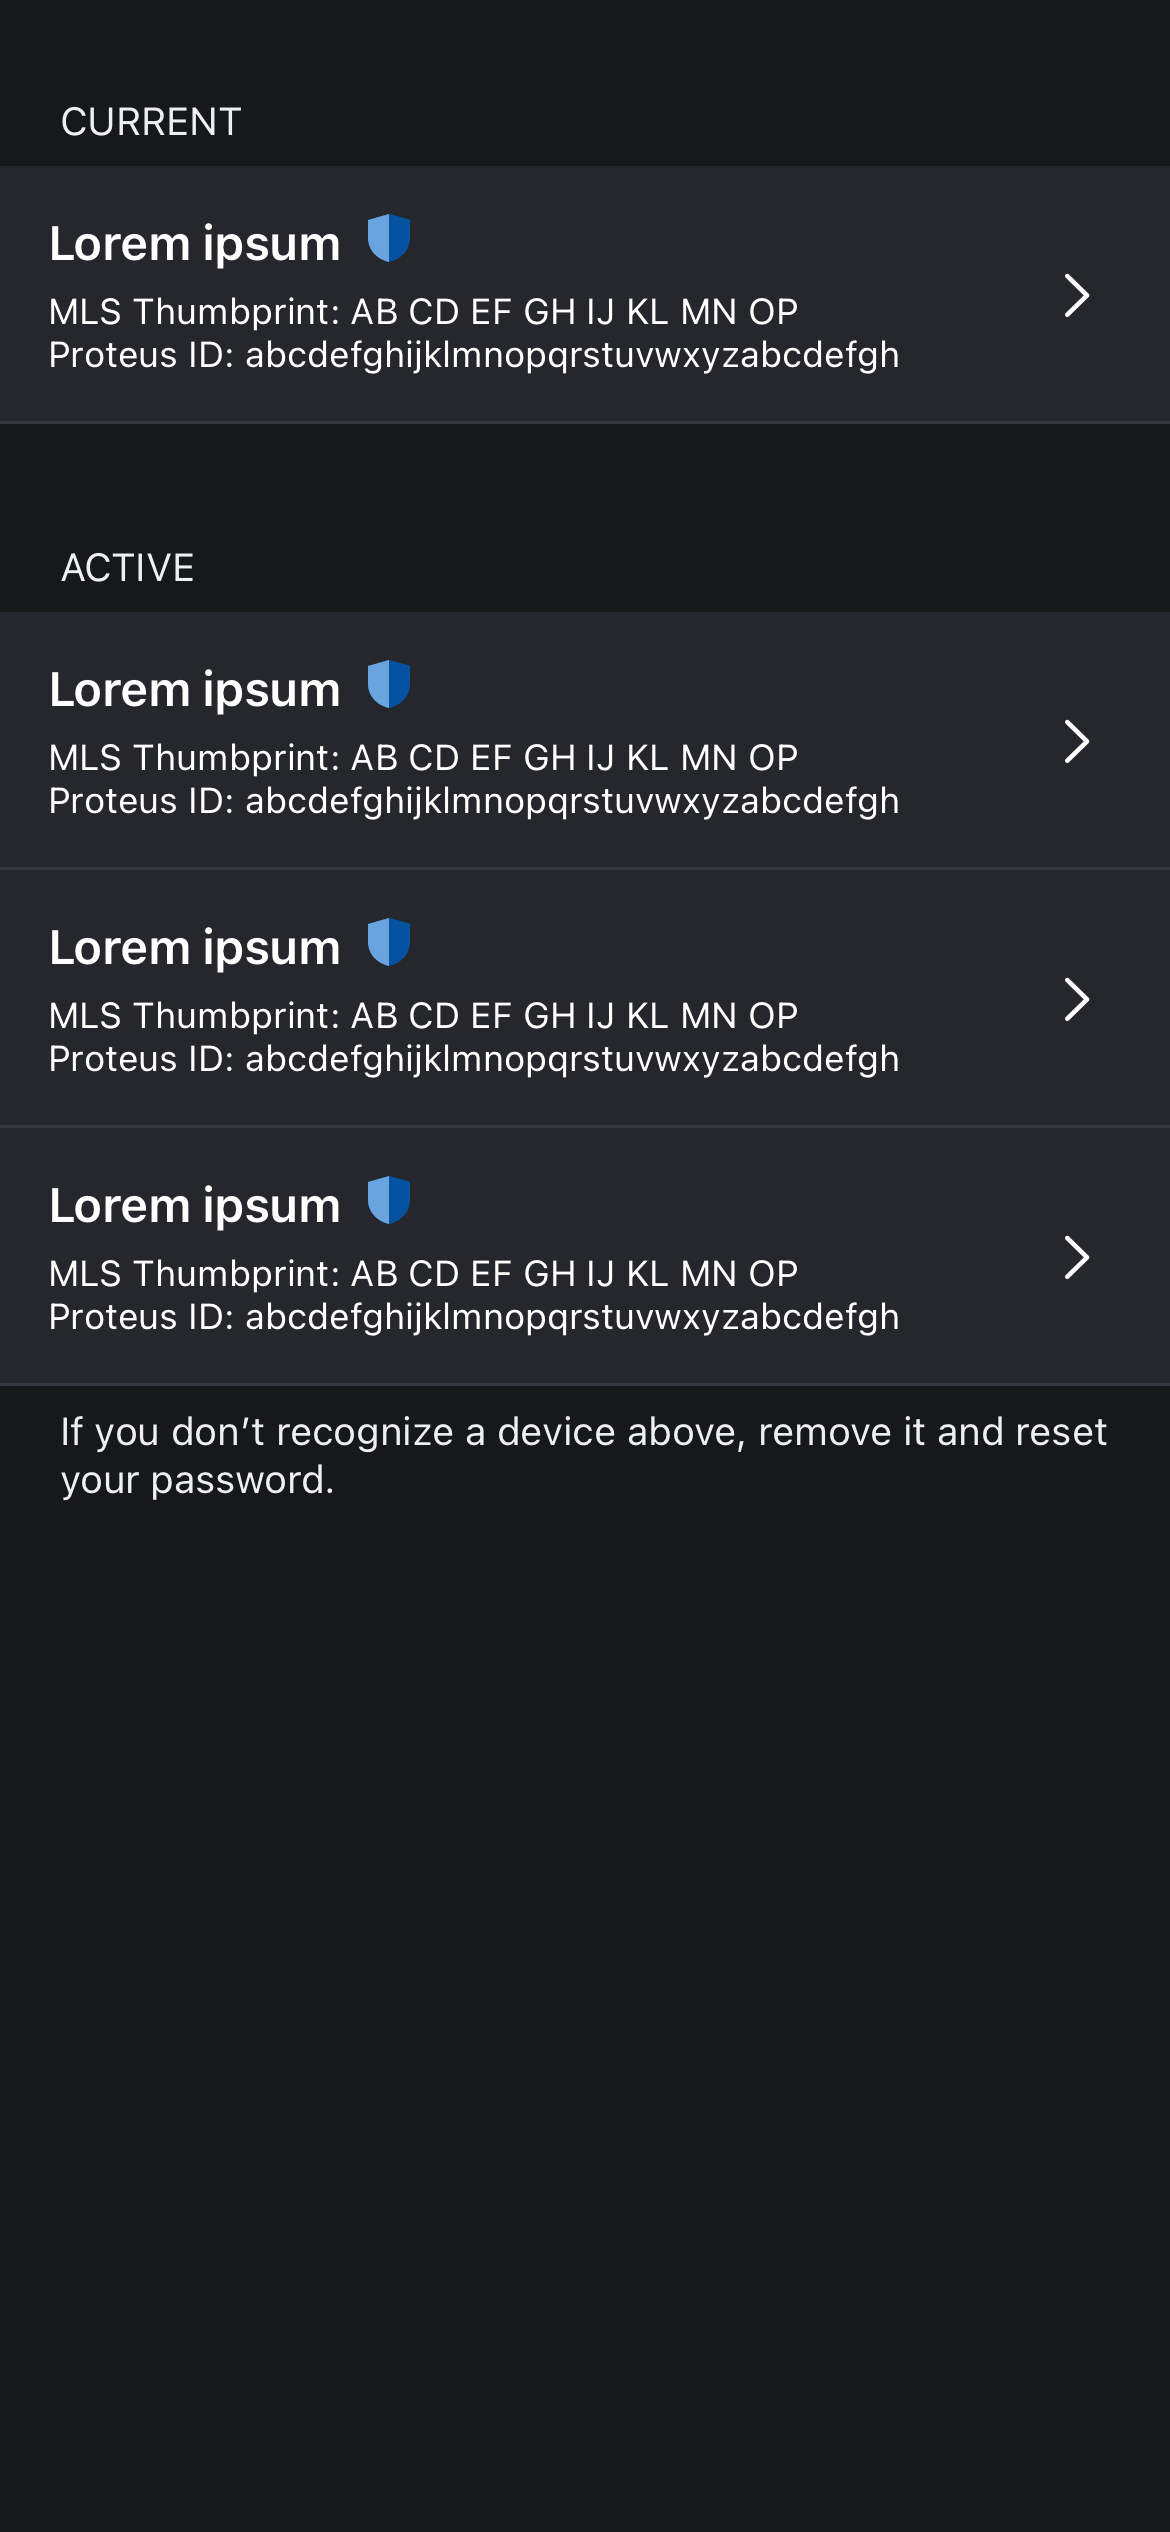 CURRENT
Lorem ipsum
MLS Thumbprint: AB CD EF GH IJ KL MN OP
Proteus ID: abcdefghijklmnopqrstuvwxyzabcdefgh
ACTIVE
Lorem ipsum
MLS Thumbprint: AB CD EF GH IJ KL MN OP
Proteus ID: abcdefghijklmnopqrstuvwxyzabcdefgh
Lorem ipsum
MLS Thumbprint: AB CD EF GH IJ KL MN OP
Proteus ID: abcdefghijklmnopqrstuvwxyzabcdefgh
Lorem ipsum
MLS Thumbprint: AB CD EF GH IJ KL MN OP
Proteus ID: abcdefghijklmnopqrstuvwxyzabcdefgh
If you don’t recognize a device above, remove it and reset
your password.